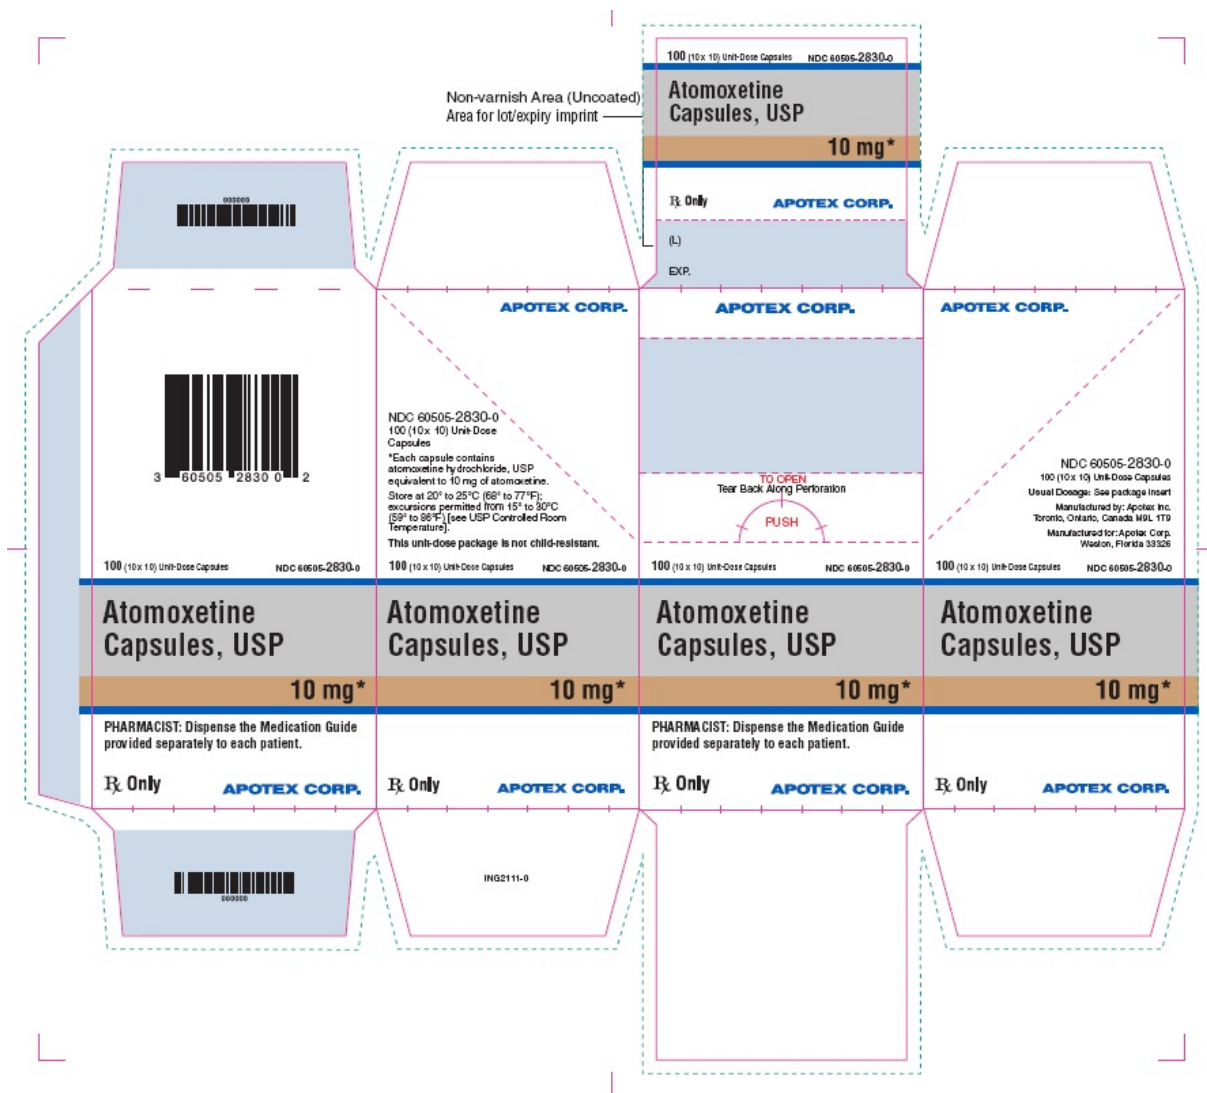 100 (10 x 10) Unit-Dose Capsules NDC 60505-2830-0
Atomoxetine
Capsules, USP
10 mg*
Rx Only APOTEX CORP.
(L)
EXP.
Non-varnish Area (Uncoated)
Area for lot/expiry imprint
000000
3 60505 2830 0 2
100 (10 x 10) Unit-Dose Capsules NDC 60505-2830-0
Atomoxetine
Capsules, USP
10 mg*
PHARMACIST: Dispense the Medication Guide
provided separately to each patient.
Rx Only APOTEX CORP.
000000
APOTEX CORP.
NDC 60505-2830-0
100 (10 x 10) Unit-Dose
Capsules
*Each capsule contains
atomoxetine hydrochloride, USP
equivalent to 10 mg of atomoxetine.
Store at 20° to 25°C (68° to 77°F);
excursions permitted from 15° to 30°C
(59° to 86°F) [see USP Controlled Room
Temperature].
This unit-dose package is not child-resistant.
100 (10 x 10) Unit-Dose Capsules NDC 60505-2830-0
Atomoxetine
Capsules, USP
10 mg*
Rx Only APOTEX CORP.
ING2111-0
APOTEX CORP.
TO OPEN
Tear Back Along Perforation
PUSH
100 (10 x 10) Unit-Dose Capsules NDC 60505-2830-0
Atomoxetine
Capsules, USP
10 mg*
PHARMACIST: Dispense the Medication Guide
provided separately to each patient.
Rx Only APOTEX CORP.
APOTEX CORP.
NDC 60505-2830-0
100 (10 x 10) Unit-Dose Capsules
Usual Dosage: See package insert
Manufactured by: Apotex Inc.
Toronto, Ontario, Canada M9L 1T9
Manufactured for: Apotex Corp.
Weston, Florida 33326
100 (10 x 10) Unit-Dose Capsules NDC 60505-2830-0
Atomoxetine
Capsules, USP
10 mg*
Rx Only APOTEX CORP.